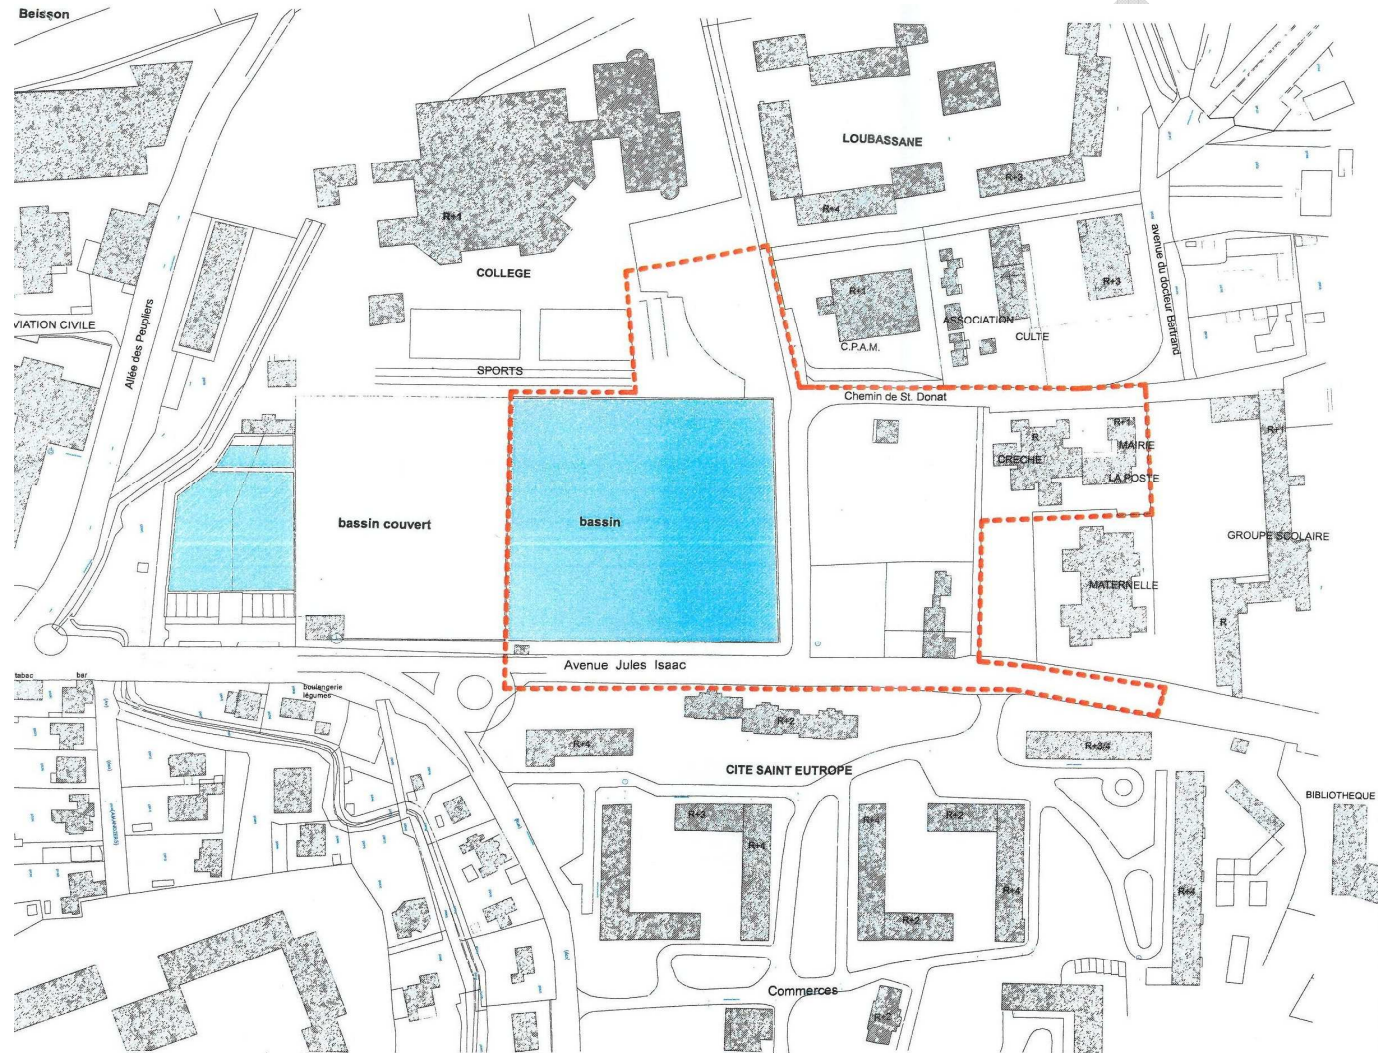 Beisson
LOUBASSANE
R+3
R+4
R+1
COLLEGE
avenue du docteur Bertrand
R+1
R+3
ASSOCIATION
CULTE
C.P.A.M.
VIATION CIVILE
Allée des Peupliers
SPORTS
Chemin de St. Donat
R+1
R+1
R
MAIRIE
CRECHE
LA POSTE
bassin couvert
bassin
GROUPE SCOLAIRE
MATERNELLE
R
Avenue Jules Isaac
tabac
bar
boulangerie
légumes
R+2
R+4
R+3/4
CITE SAINT EUTROPE
BIBLIOTHEQUE
R+3
R+4
R+4
R+2
R+4
R+4
R+2
Commerces
R+2